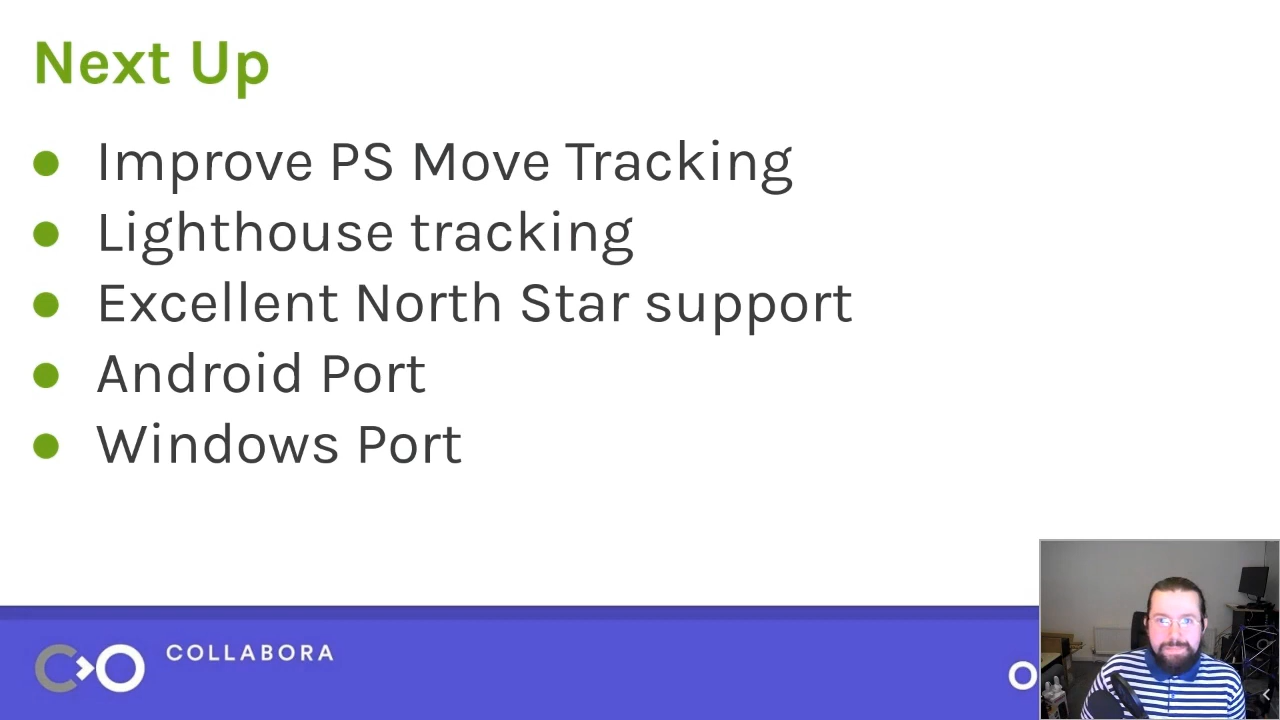 Next Up
Improve PS Move Tracking
Lighthouse tracking
Excellent North Star support
Android Port
Windows Port
COLLABORA